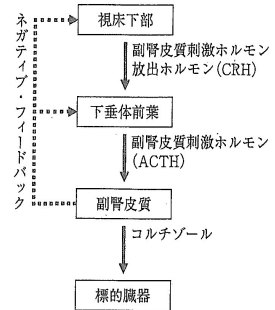 視床下部
副腎皮質刺激ホルモン
放出ホルモン(CRH)
下垂体前葉
副腎皮質刺激ホルモン
(ACTH)
副腎皮質
コルチゾール
標的臓器
ネガティブ・フィードバック